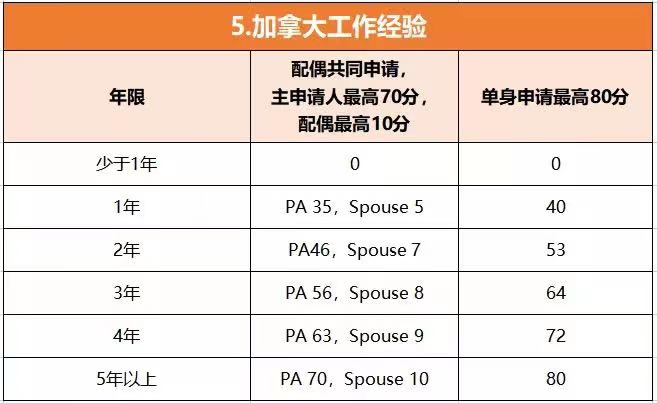 5.加拿大工作经验
年限
配偶共同申请，
主申请人最高70分，
配偶最高10分
单身申请最高80分
少于1年
0
0
1年
PA 35，Spouse 5
40
2年
PA46，Spouse 7
53
3年
PA 56，Spouse 8
64
4年
PA 63，Spouse 9
72
5年以上
PA 70，Spouse 10
80